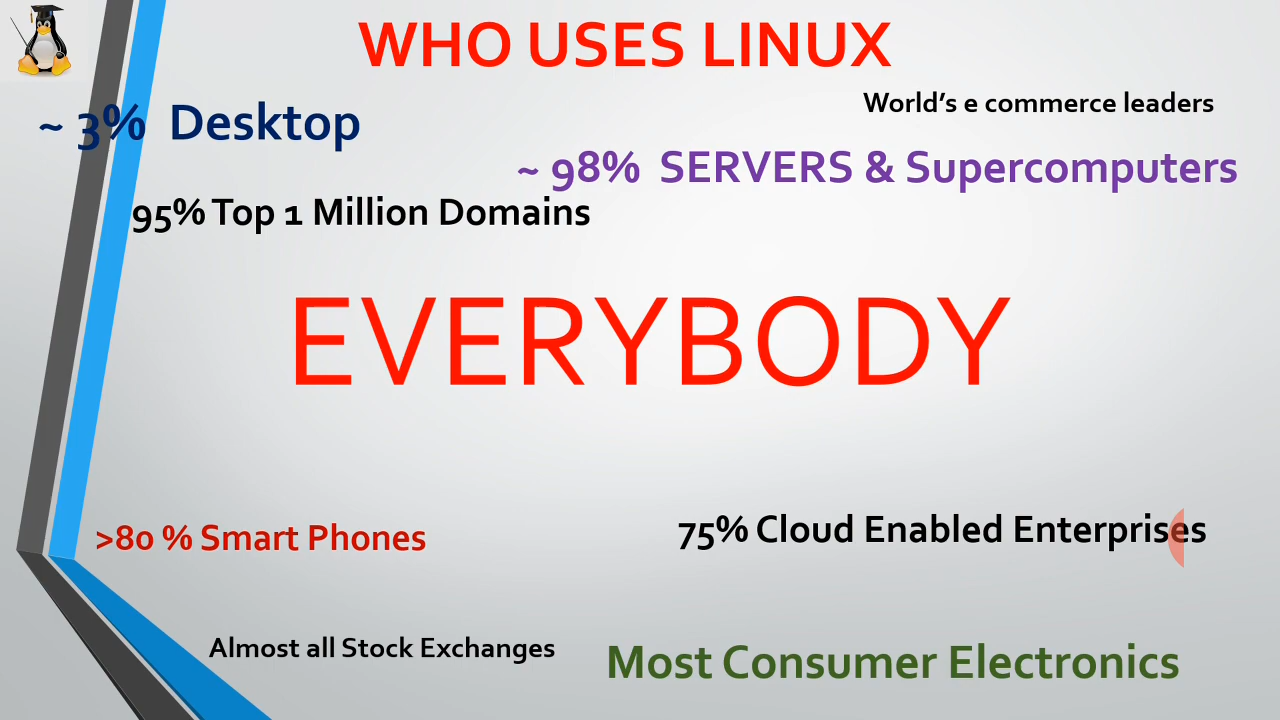 WHO USES LINUX
World’s e commerce leaders
~ 3% Desktop
~ 98% SERVERS & Supercomputers
95% Top 1 Million Domains
EVERYBODY
>80 % Smart Phones
75% Cloud Enabled Enterprises
Almost all Stock Exchanges
Most Consumer Electronics